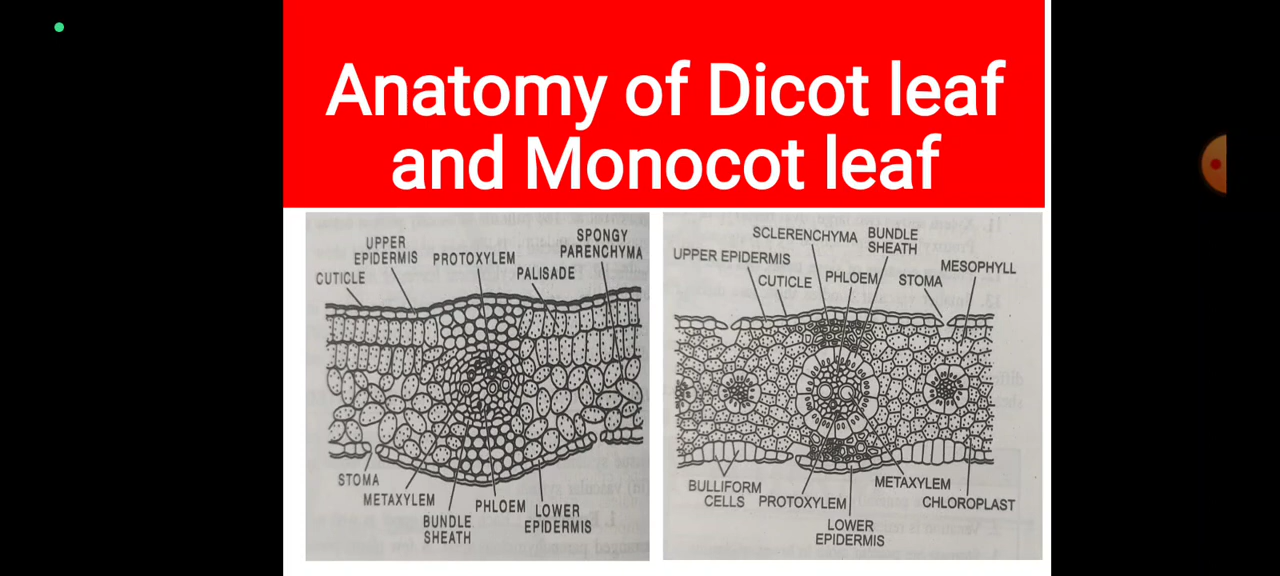 Anatomy of Dicot leaf
and Monocot leaf
UPPER
EPIDERMIS
CUTICLE
PROTOXYLEM
PALISADE
SPONGY
PARENCHYMA
STOMA
METAXYLEM
BUNDLE
SHEATH
PHLOEM
LOWER
EPIDERMIS
SCLERENCHYMA
BUNDLE
SHEATH
UPPER EPIDERMIS
CUTICLE
PHLOEM
STOMA
MESOPHYLL
BULLIFORM
CELLS
PROTOXYLEM
LOWER
EPIDERMIS
METAXYLEM
CHLOROPLAST